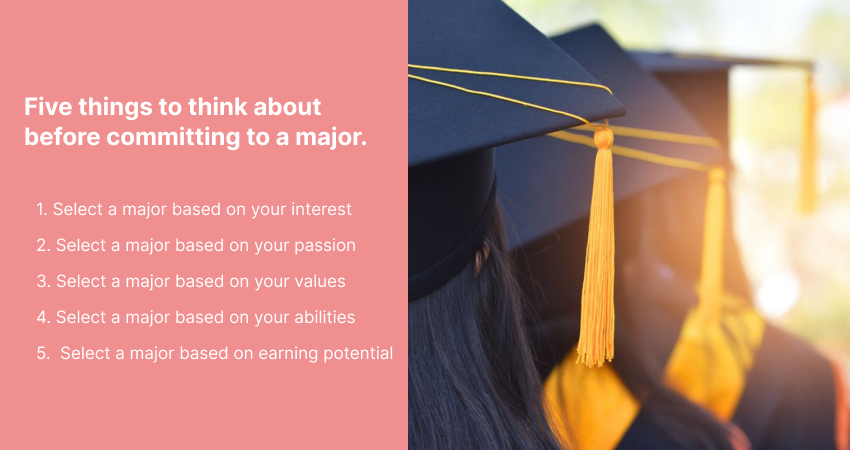 Five things to think about
before committing to a major.
1. Select a major based on your interest
2. Select a major based on your passion
3. Select a major based on your values
4. Select a major based on your abilities
5. Select a major based on earning potential